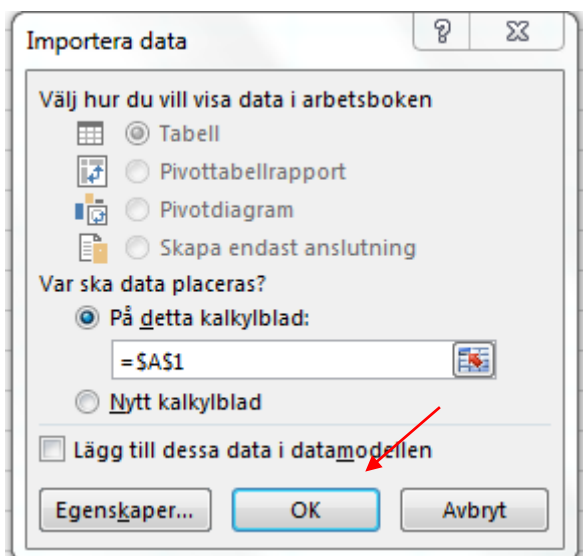 Importera data
Välj hur du vill visa data i arbetsboken
Tabell
Pivottabellrapport
Pivotdiagram
Skapa endast anslutning
Var ska data placeras?
På detta kalkylblad:
=$A$1
Nytt kalkylblad
Lägg till dessa data i datamodellen
Egenskaper... OK Avbryt